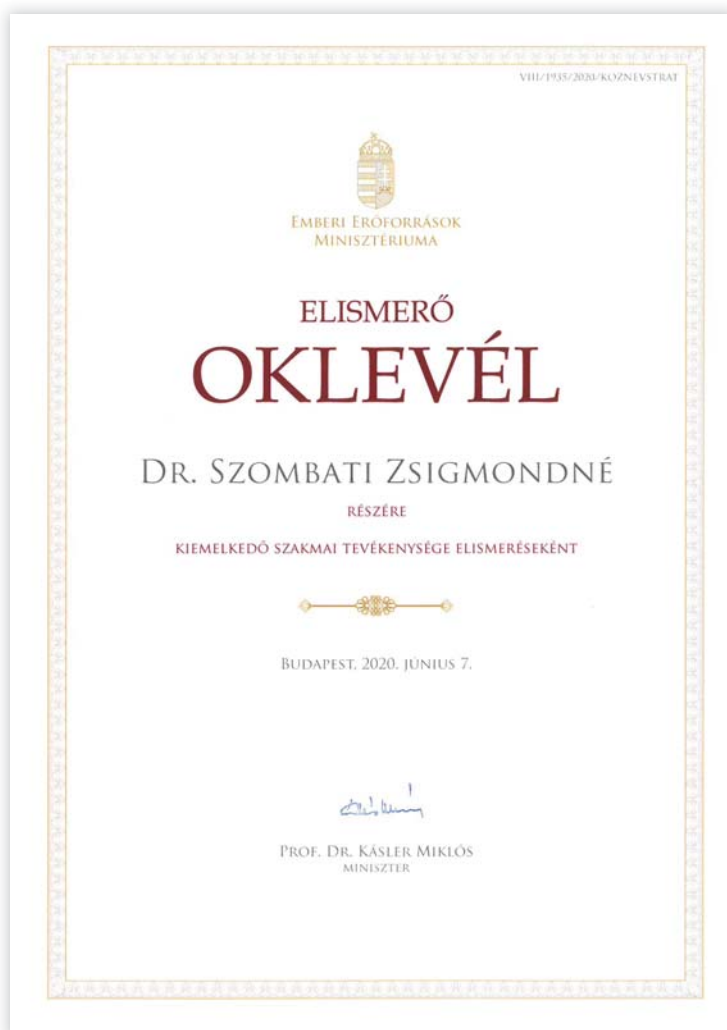 VIII/1935/2020/KOZNEVSTRAT
EMBERI ERŐFORRÁSOK
MINISZTÉRIUMA
ELISMERŐ
OKLEVÉL
DR. SZOMBATI ZSIGMONDNÉ
RÉSZÉRE
KIEMELKEDŐ SZAKMAI TEVÉKENYSÉGE ELISMERÉSEKÉNT
BUDAPEST, 2020. JÚNIUS 7.
PROF. DR. KÁSLER MIKLÓS
MINISZTER